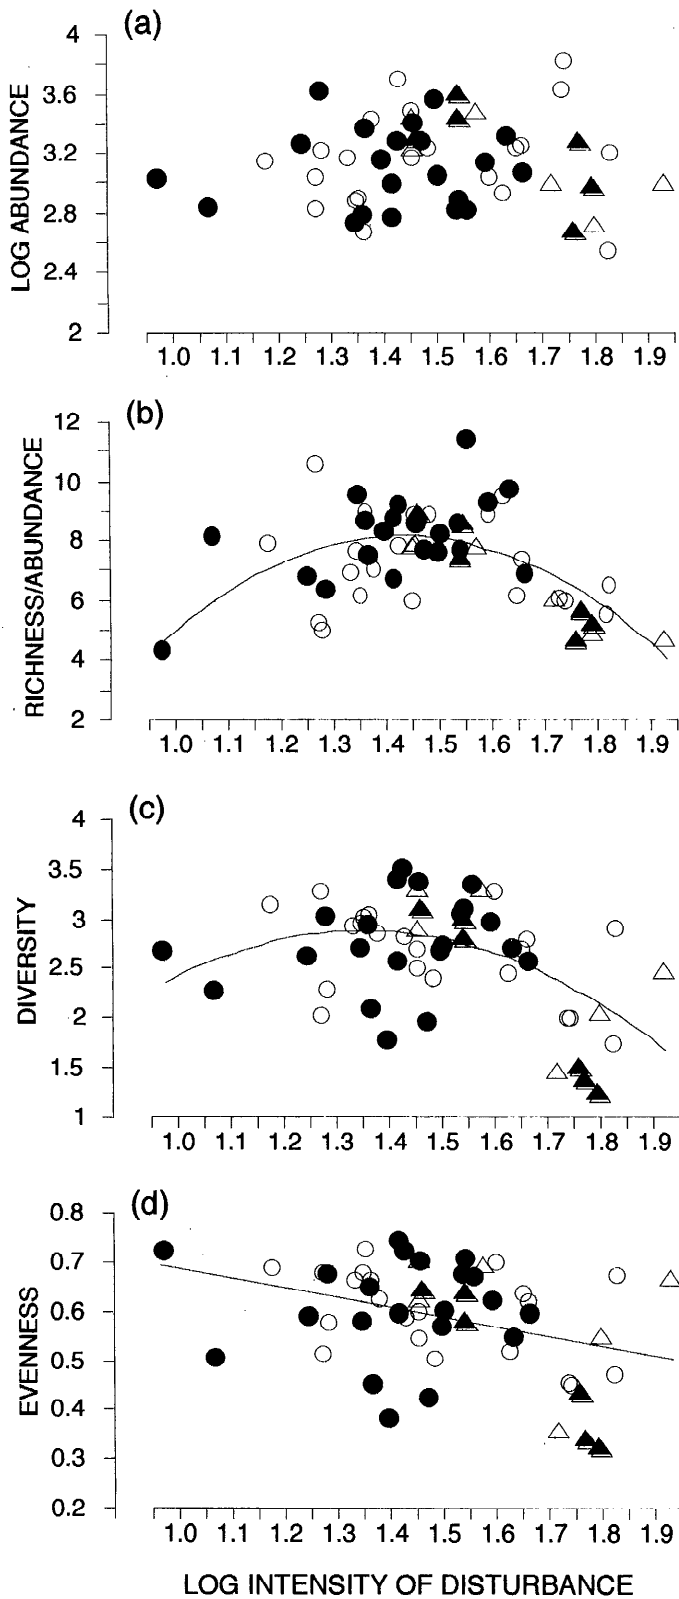 (a)
LOG ABUNDANCE
4
3.6
3.2
2.8
2.4
2
1.0 1.1 1.2 1.3 1.4 1.5 1.6 1.7 1.8 1.9
(b)
RICHNESS/ABUNDANCE
12
10
8
6
4
2
1.0 1.1 1.2 1.3 1.4 1.5 1.6 1.7 1.8 1.9
(c)
DIVERSITY
4
3.5
3
2.5
2
1.5
1
1.0 1.1 1.2 1.3 1.4 1.5 1.6 1.7 1.8 1.9
(d)
EVENNESS
0.8
0.7
0.6
0.5
0.4
0.3
0.2
1.0 1.1 1.2 1.3 1.4 1.5 1.6 1.7 1.8 1.9
LOG INTENSITY OF DISTURBANCE